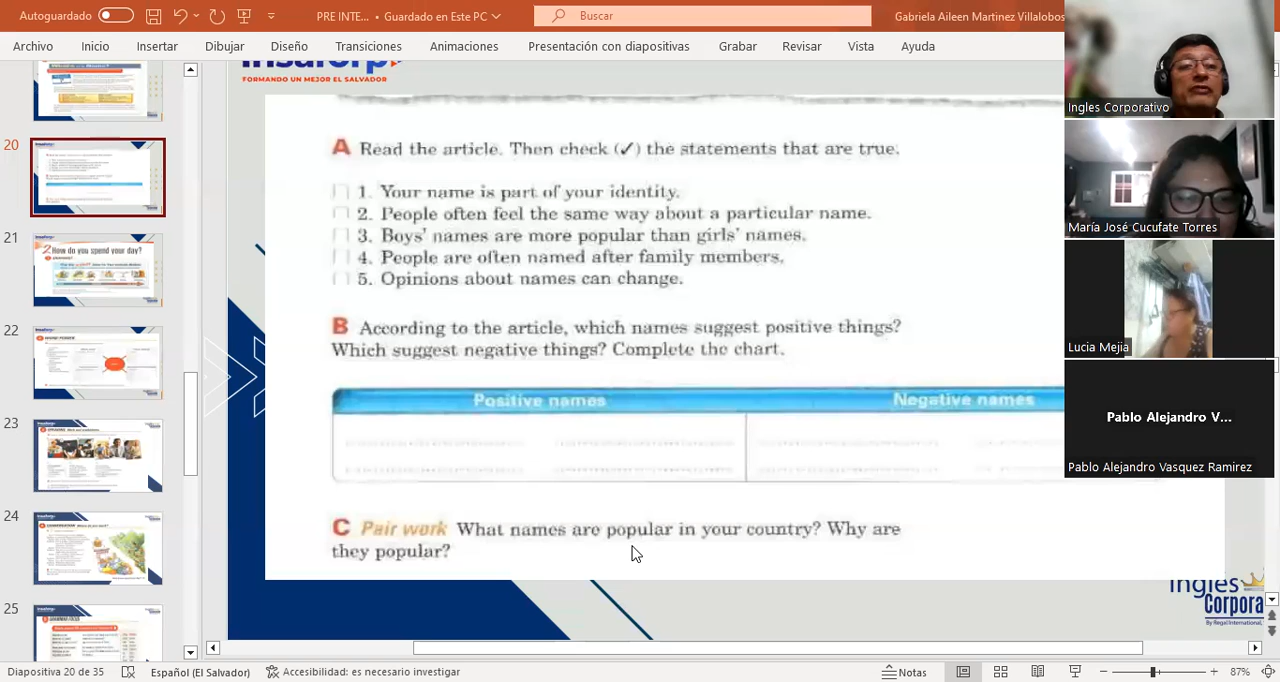 Autoguardado PRE INTE... • Guardado en Este PC Buscar Gabriela Aileen Martinez Villalobos
Archivo Inicio Insertar Dibujar Diseño Transiciones Animaciones Presentación con diapositivas Grabar Revisar Vista Ayuda
TORMANDO UN MEJOR EL SALVADOR
A Read the article. Then check (✓) the statements that are true.
1. Your name is part of your identity.
2. People often feel the same way about a particular name.
3. Boys' names are more popular than girls' names.
4. People are often named after family members.
5. Opinions about names can change.
B According to the article, which names suggest positive things?
Which suggest negative things? Complete the chart.
Positive names Negative names
C Pair work What names are popular in your country? Why are
they popular?
Ingles
Corpora
By Regal International,
20
21
2 How do you spend your day?
22
23
24
25
Ingles Corporativo
María José Cucufate Torres
Lucia Mejia
Pablo Alejandro V...
Pablo Alejandro Vasquez Ramirez
Diapositiva 20 de 35 Español (El Salvador) Accesibilidad: es necesario investigar Notas 87%